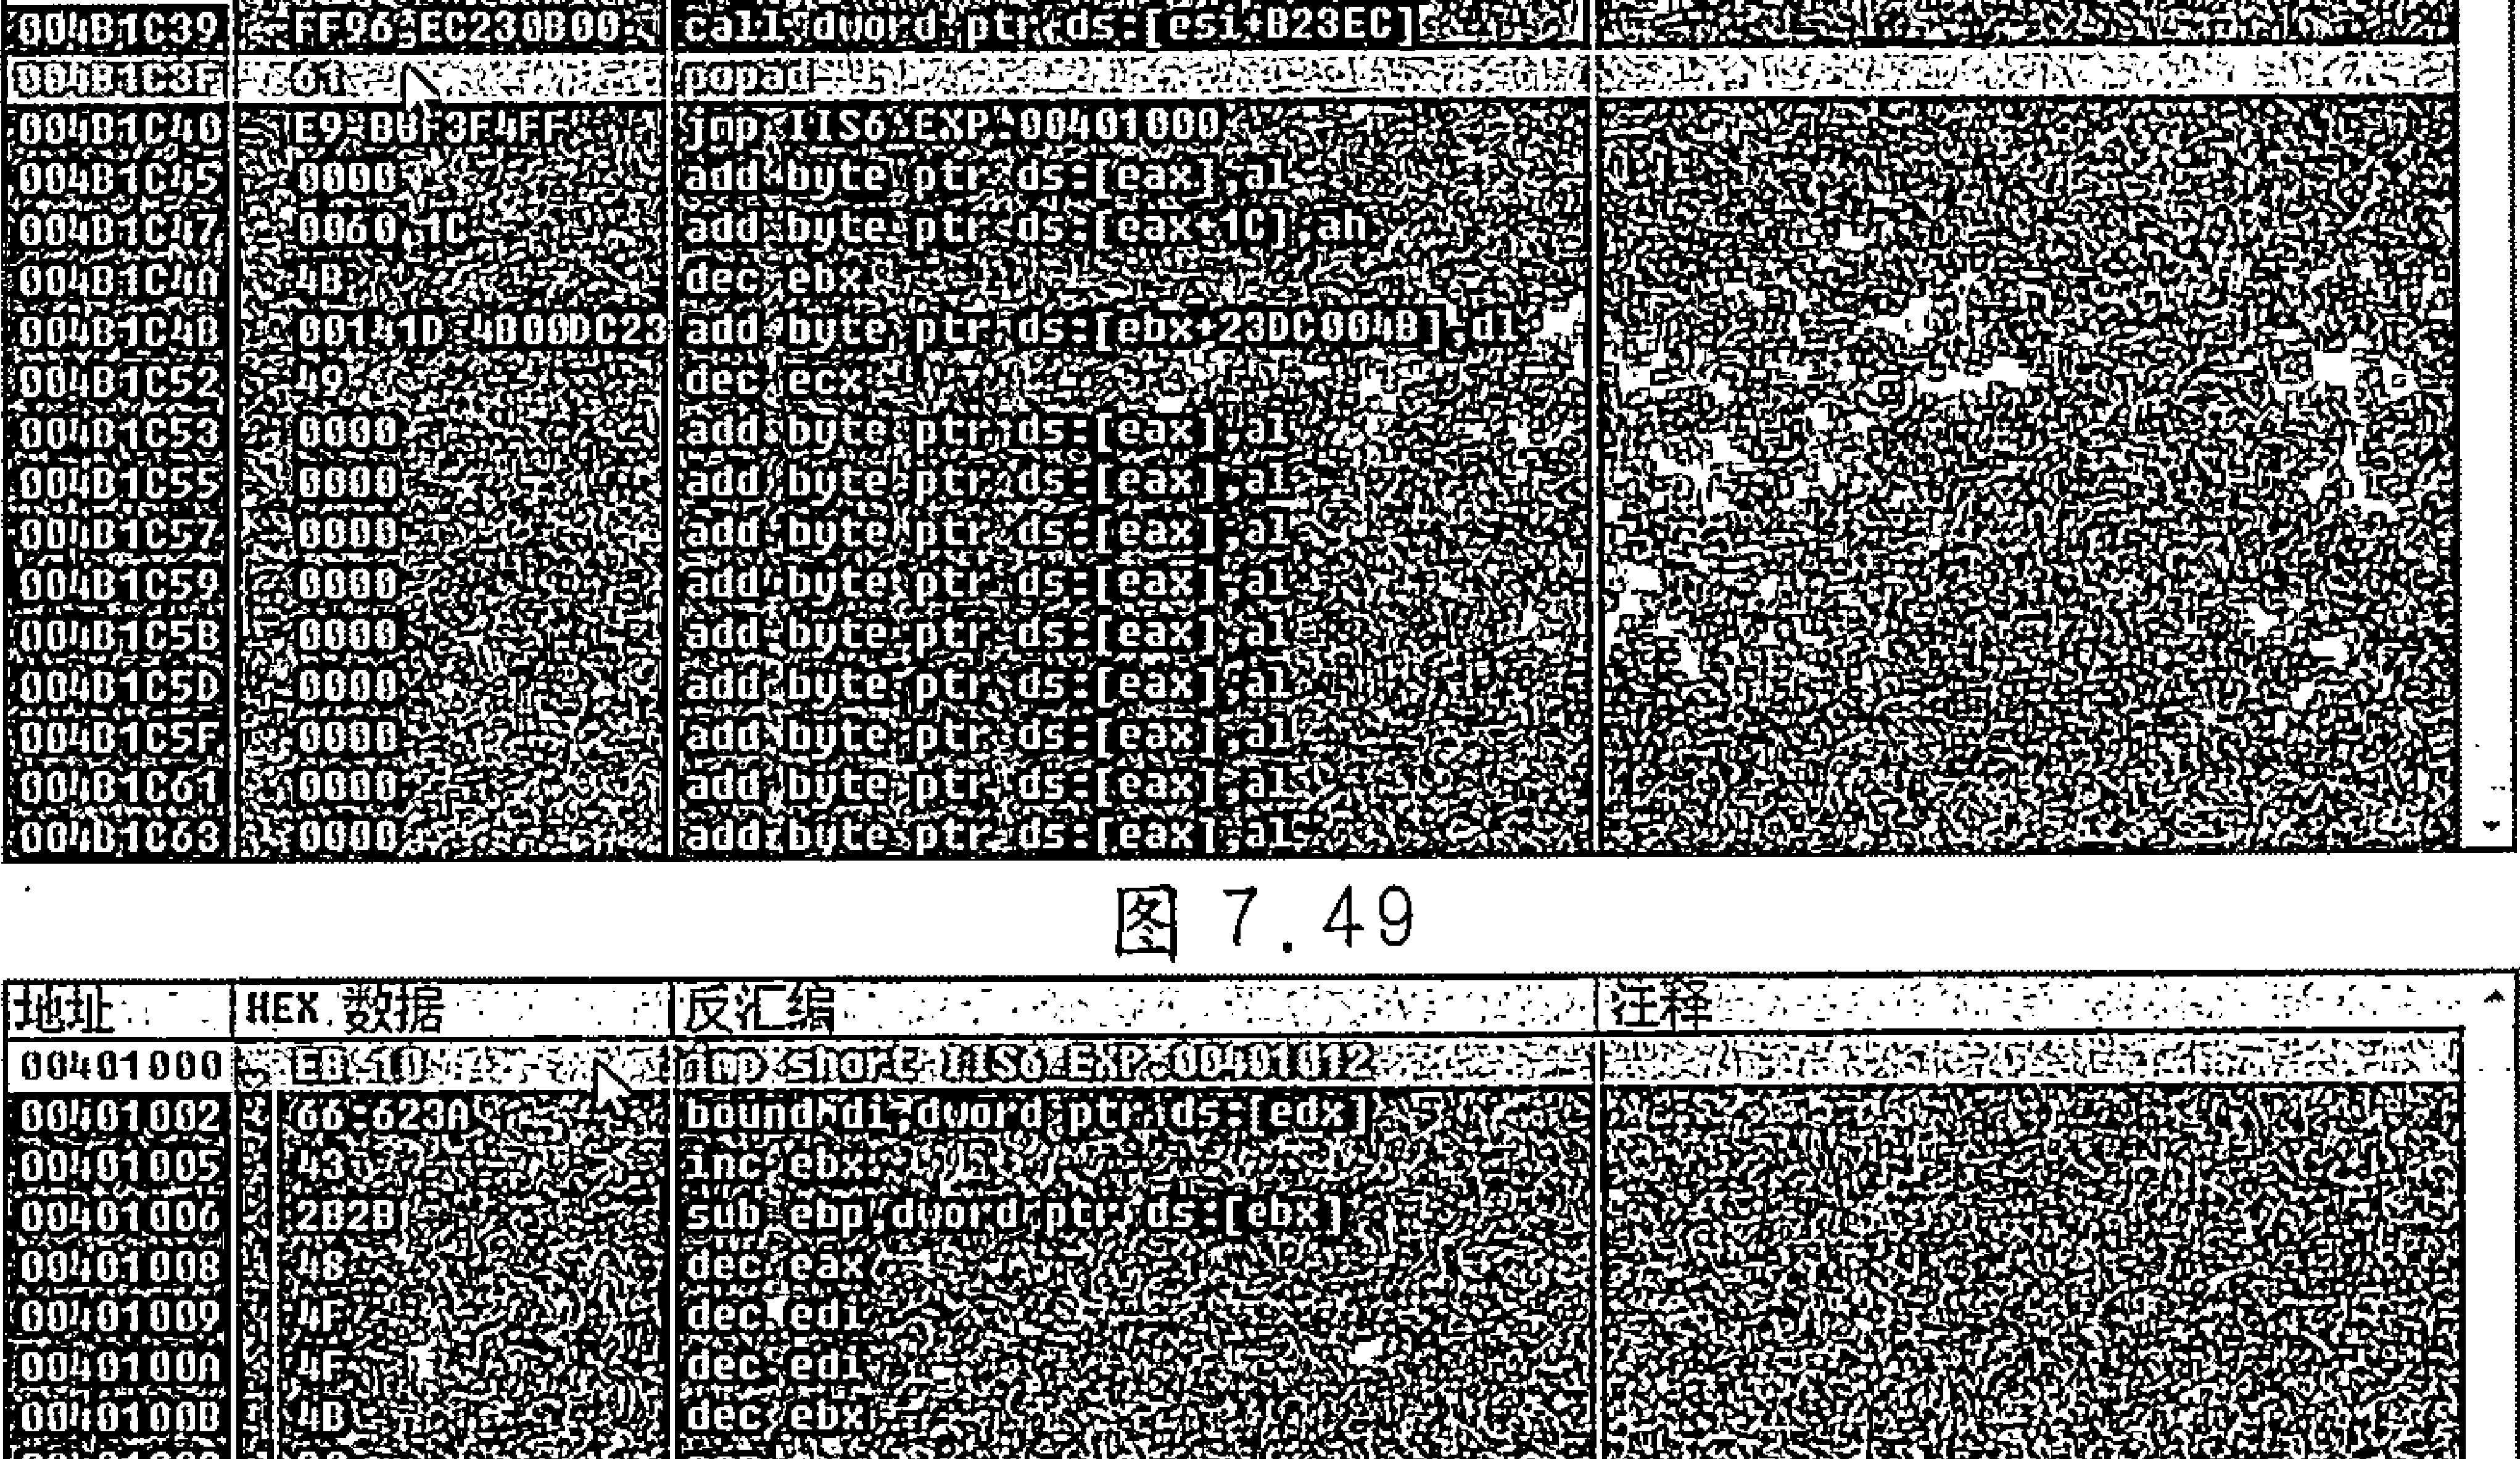 004B1C39 FF96 EC230B00 call dword ptr ds:[esi+B23EC]
004B1C3F 61 popad
004B1C40 E9 BBF3F4FF jmp IIS6_EXP.00401000
004B1C45 0000 add byte ptr ds:[eax],al
004B1C47 0060 1C add byte ptr ds:[eax+1C],ah
004B1C4A 4B dec ebx
004B1C4B ds:[ebx+23DC004B],dl
004B1C52 49 dec ecx
004B1C53 0000 add byte ptr ds:[eax],al
004B1C55 0000 add byte ptr ds:[eax],al
004B1C57 0000 add byte ptr ds:[eax],al
004B1C59 0000 add byte ptr ds:[eax],al
004B1C5B 0000 add byte ptr ds:[eax],al
004B1C5D 0000 add byte ptr ds:[eax],al
004B1C5F 0000 add byte ptr ds:[eax],al
004B1C61 0000 add byte ptr ds:[eax],al
004B1C63 0000 add byte ptr ds:[eax],al
图 7.49
地址 HEX 数据 反汇编 注释
00401000 EB 10 jmp short IIS6_EXP.00401012
00401002 66:623A bound di,dword ptr ds:[edx]
00401005 43 inc ebx
00401006 2B2B sub ebp,dword ptr ds:[ebx]
00401008 48 dec eax
00401009 4F dec edi
0040100A 4F dec edi
0040100B 4B dec ebx